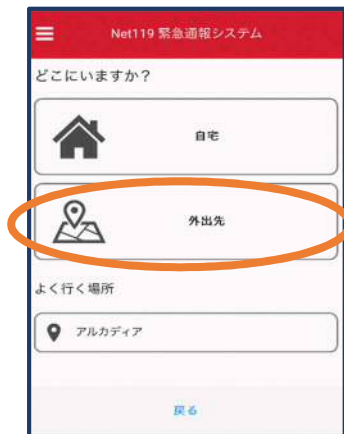 Net119 緊急通報システム
どこにいますか？
自宅
外出先
よく行く場所
アルカディア
戻る